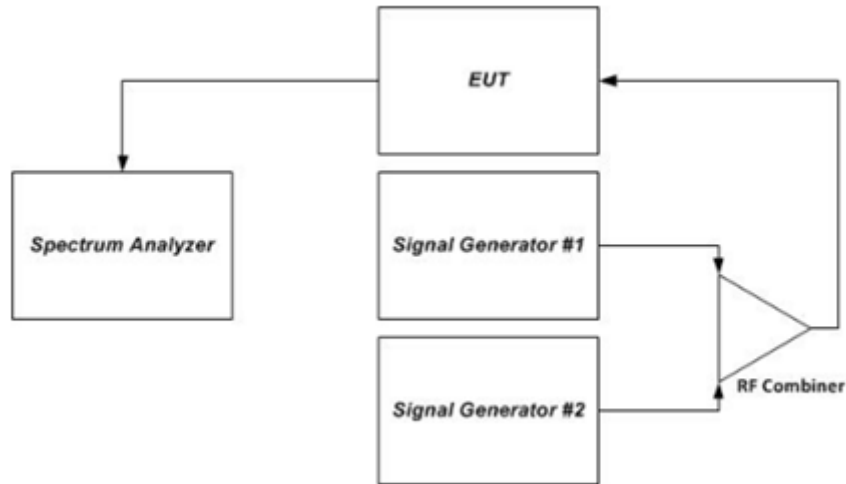 EUT
Spectrum Analyzer
Signal Generator #1
RF Combiner
Signal Generator #2